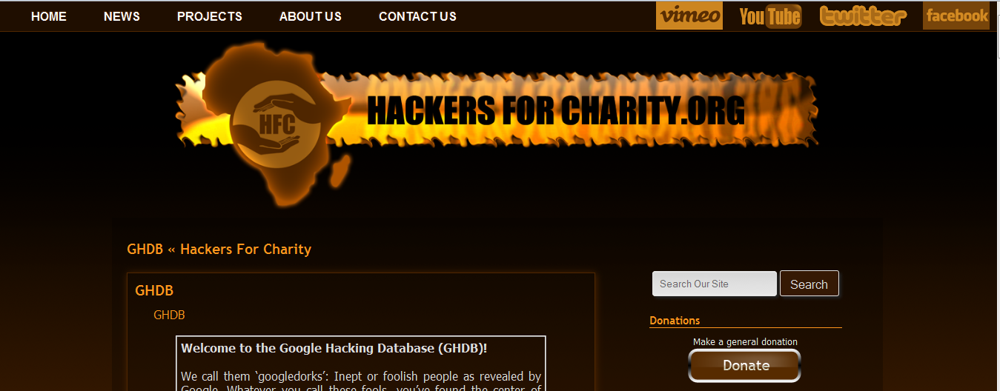 HOME NEWS PROJECTS ABOUT US CONTACT US vimeo YouTube twitter facebook
HFC HACKERS FOR CHARITY.ORG
GHDB « Hackers For Charity
GHDB
GHDB
Welcome to the Google Hacking Database (GHDB)!
We call them ‘googledorks’: Inept or foolish people as revealed by
Google. Whatever you call these fools, you’ve found the center of
Search Our Site Search
Donations
Make a general donation
Donate